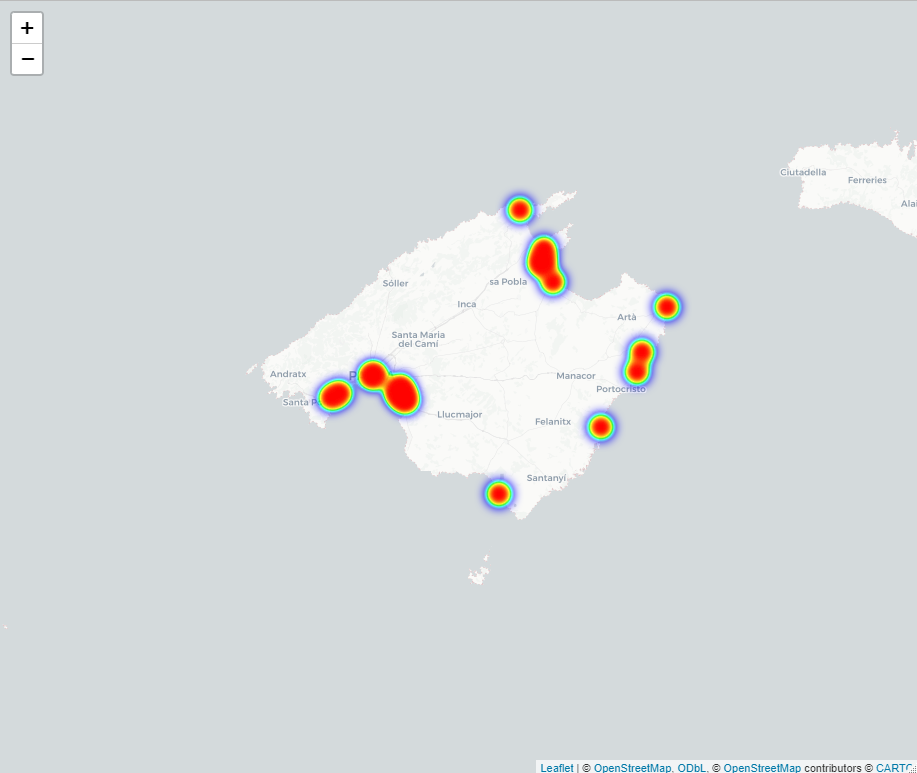 +
−
Ciutadella
Ferreries
Alai
Sóller
sa Pobla
Inca
Artà
Santa Maria
del Camí
Andratx
Manacor
Portocristo
Santa P
Llucmajor
Felanitx
Santanyí
Leaflet | © OpenStreetMap, ODbL, © OpenStreetMap contributors © CARTO